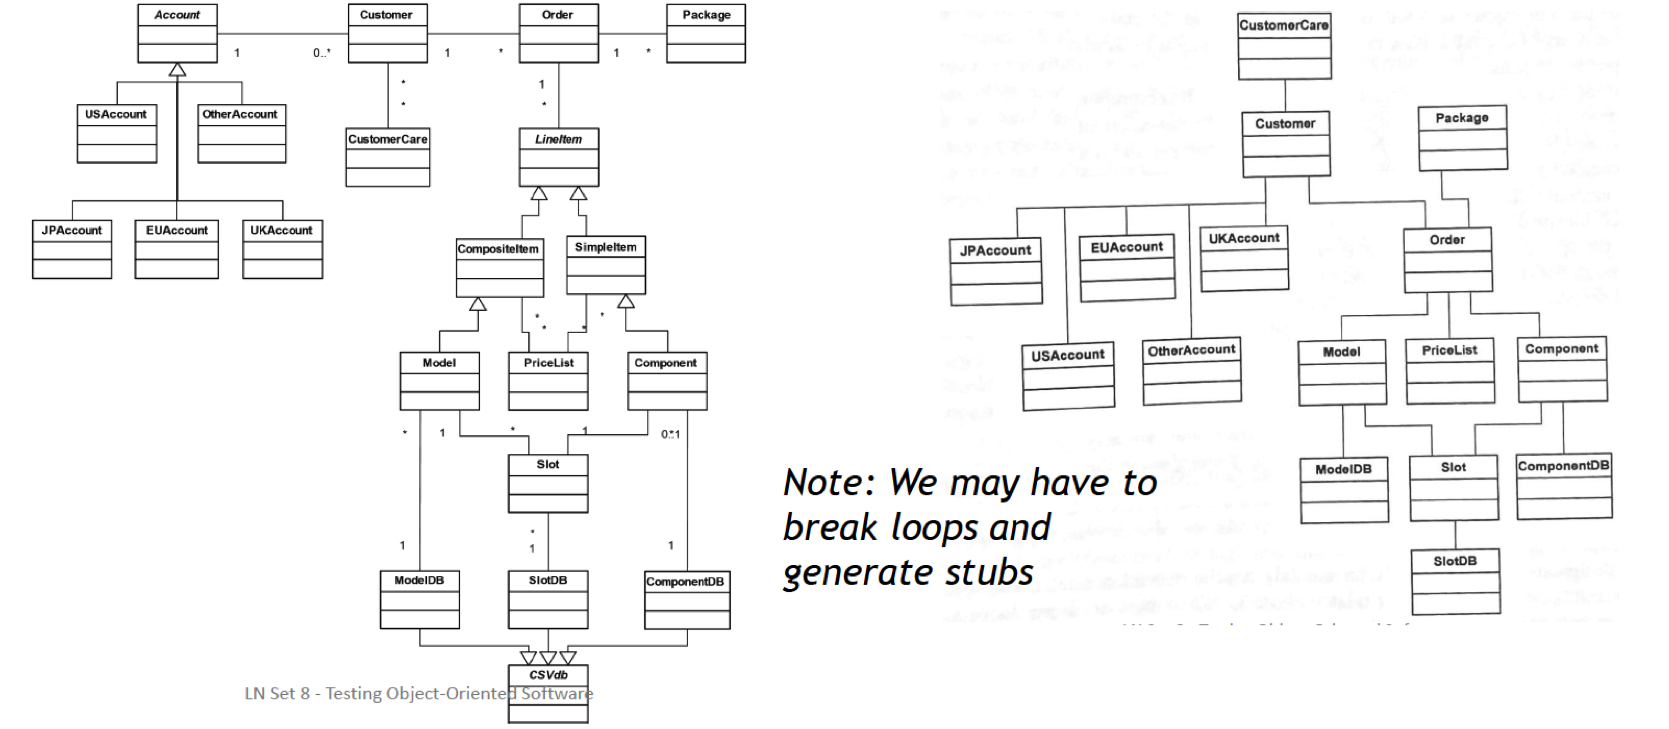 Account
Customer
Order
Package
1
0..*
1
*
1
*
USAccount
OtherAccount
*
*
1
*
CustomerCare
LineItem
JPAccount
EUAccount
UKAccount
CompositeItem
SimpleItem
*
*
*
*
Model
PriceList
Component
*
1
*
1
0..1
Slot
*
1
1
1
ModelDB
SlotDB
ComponentDB
CSVdb
LN Set 8 - Testing Object-Oriented Software
Note: We may have to
break loops and
generate stubs
CustomerCare
Customer
Package
JPAccount
EUAccount
UKAccount
Order
USAccount
OtherAccount
Model
PriceList
Component
ModelDB
Slot
ComponentDB
SlotDB